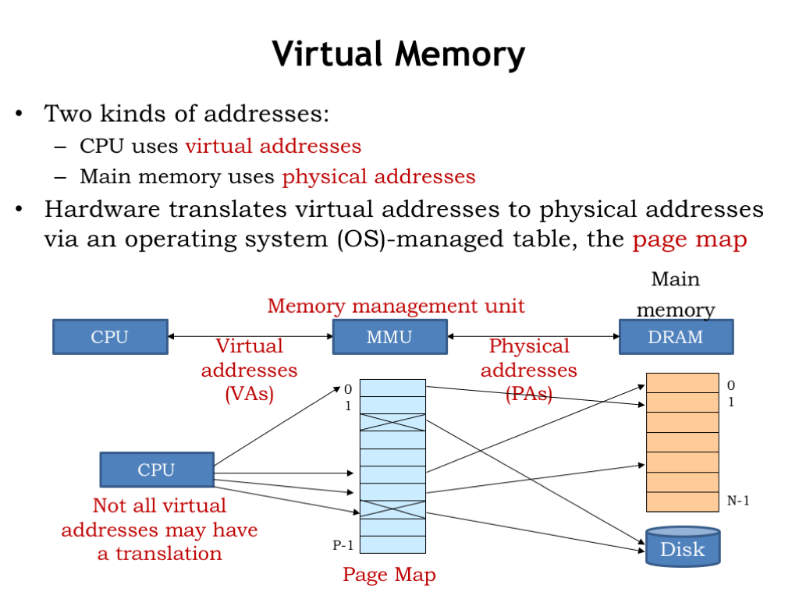 Virtual Memory
• Two kinds of addresses:
– CPU uses virtual addresses
– Main memory uses physical addresses
• Hardware translates virtual addresses to physical addresses
via an operating system (OS)-managed table, the page map
Main
memory
Memory management unit
CPU
MMU
DRAM
Virtual
addresses
(VAs)
Physical
addresses
(PAs)
0
1
0
1
CPU
N-1
Not all virtual
addresses may have
a translation
P-1
Disk
Page Map